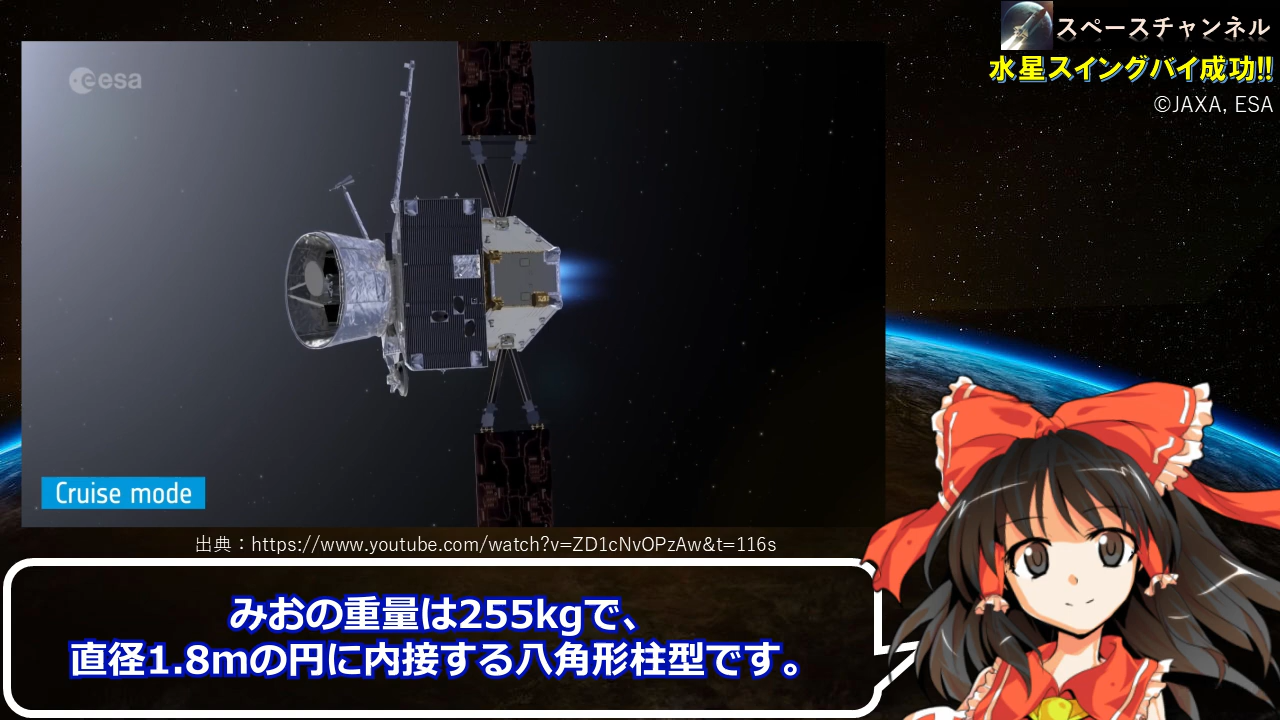 スペースチャンネル
水星スイングバイ成功!!
©JAXA, ESA
esa
Cruise mode
出典：https://www.youtube.com/watch?v=ZD1cNvOPzAw&t=116s
みおの重量は255kgで、
直径1.8mの円に内接する八角形柱型です。